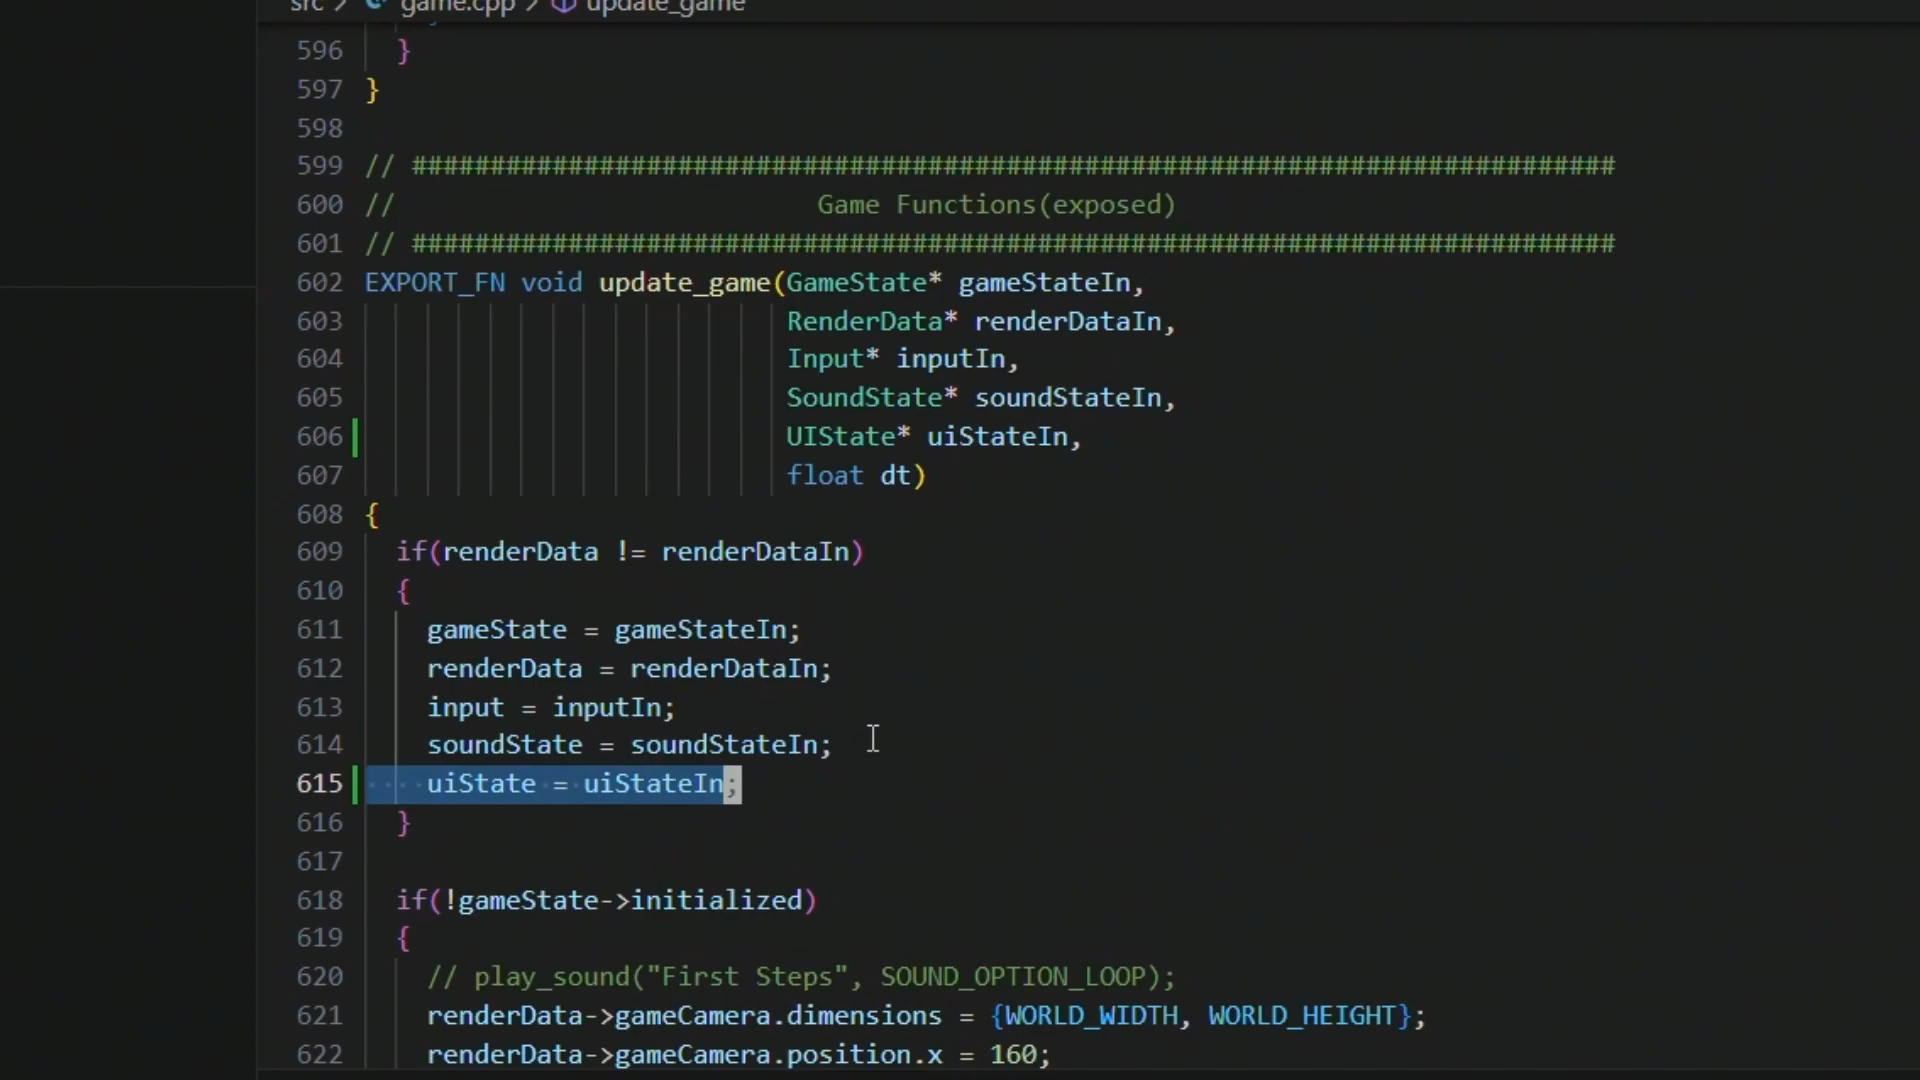 src > game.cpp > update_game
596 }
597 }
598
599 // #############################################################################
600 // Game Functions(exposed)
601 // #############################################################################
602 EXPORT_FN void update_game(GameState* gameStateIn,
603 RenderData* renderDataIn,
604 Input* inputIn,
605 SoundState* soundStateIn,
606 UIState* uiStateIn,
607 float dt)
608 {
609 if(renderData != renderDataIn)
610 {
611 gameState = gameStateIn;
612 renderData = renderDataIn;
613 input = inputIn;
614 soundState = soundStateIn;
615 uiState = uiStateIn;
616 }
617
618 if(!gameState->initialized)
619 {
620 // play_sound("First Steps", SOUND_OPTION_LOOP);
621 renderData->gameCamera.dimensions = {WORLD_WIDTH, WORLD_HEIGHT};
622 renderData->gameCamera.position.x = 160;